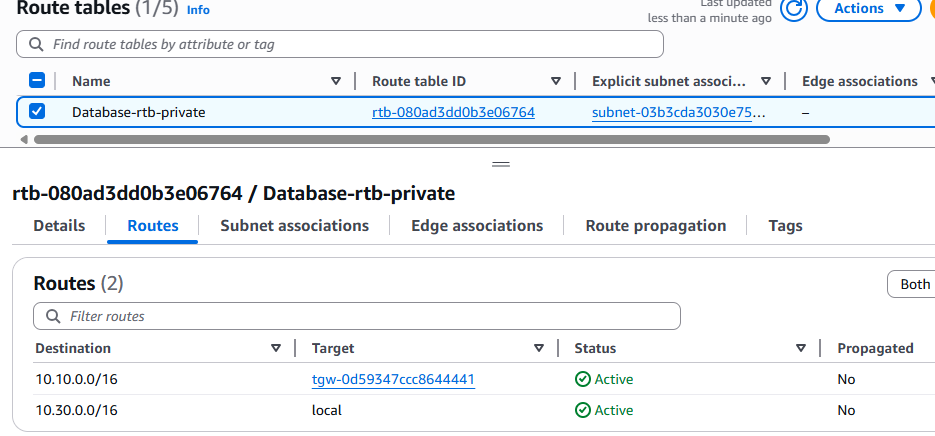 Route tables (1/5) Info
Last updated
less than a minute ago
Actions
Find route tables by attribute or tag
Name
Route table ID
Explicit subnet associ...
Edge associations
Database-rtb-private
rtb-080ad3dd0b3e06764
subnet-03b3cda3030e75...
–
rtb-080ad3dd0b3e06764 / Database-rtb-private
Details
Routes
Subnet associations
Edge associations
Route propagation
Tags
Routes (2)
Both
Filter routes
Destination
Target
Status
Propagated
10.10.0.0/16
tgw-0d59347ccc8644441
Active
No
10.30.0.0/16
local
Active
No